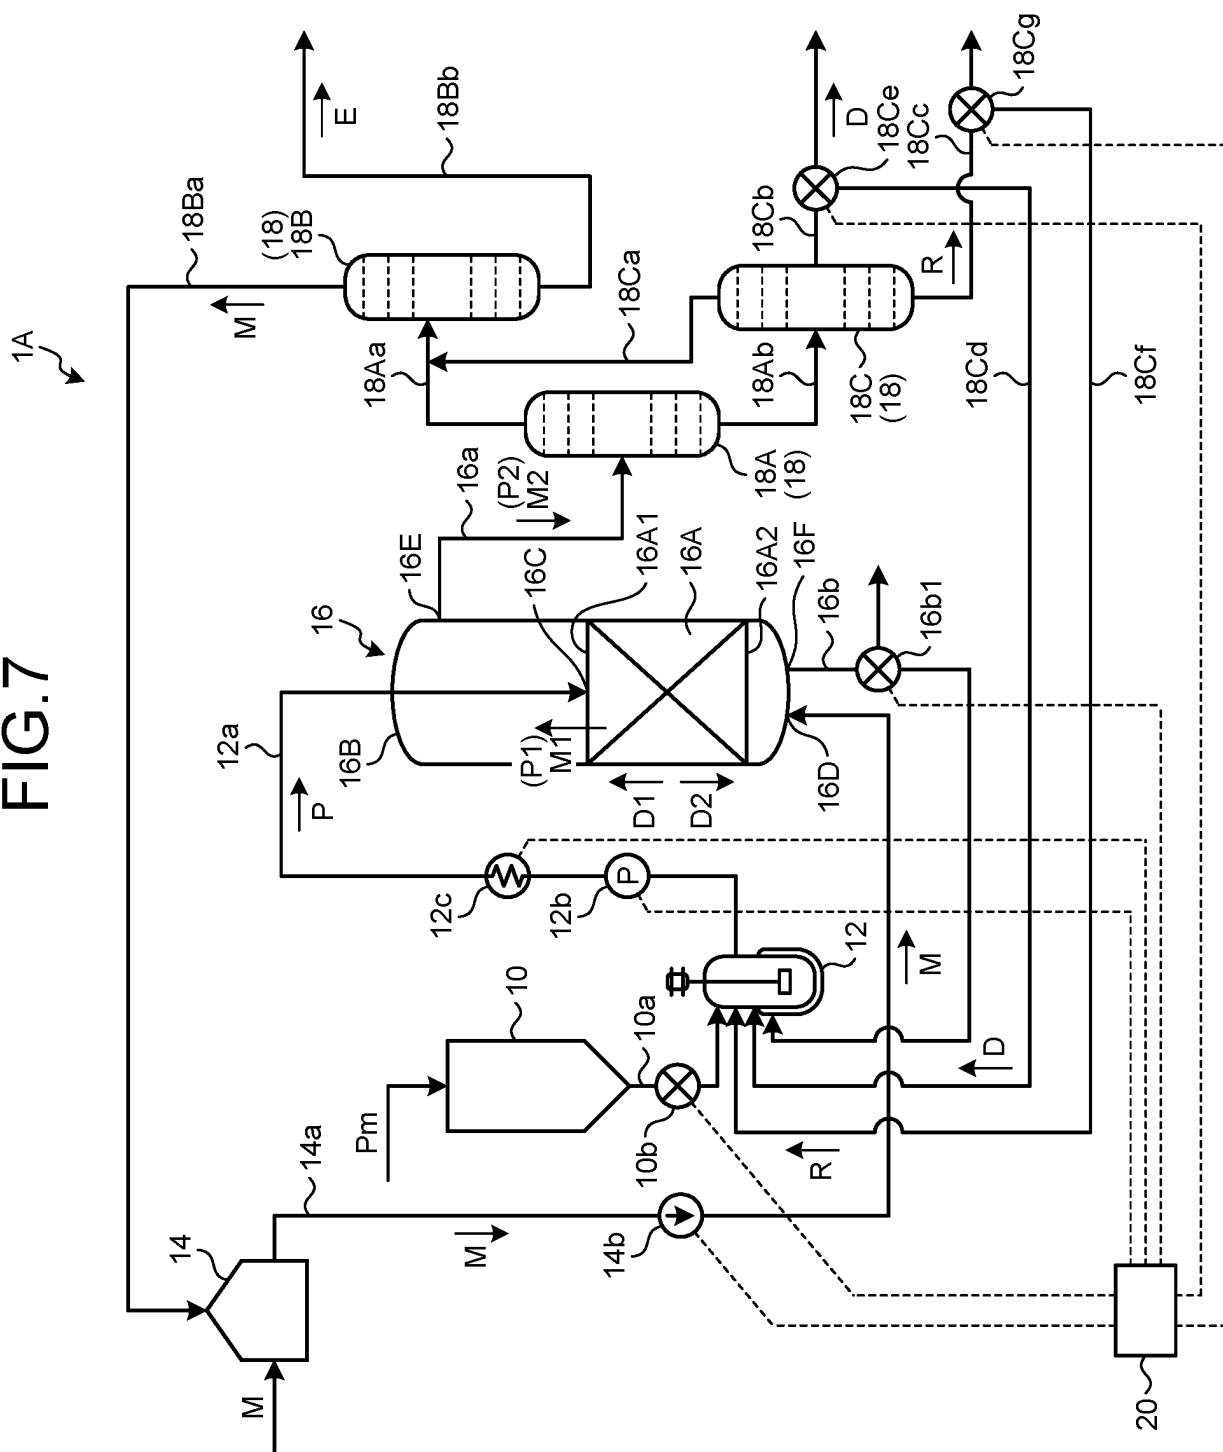 FIG.7
1A
E
18Bb
18Ba
(18)
18B
M
18Aa
18Ca
18Cb
D
18Ce
18Cc
18Cg
R
18Ab
18C
(18)
18Cd
18Cf
16a
(P2)
M2
18A
(18)
16
16E
16C
16A1
16A
16A2
16F
16b
16b1
12a
P
16B
(P1)
M1
D1
D2
16D
12c
12b
P
12
M
10
10a
Pm
10b
D
R
14a
14
M
14b
M
20